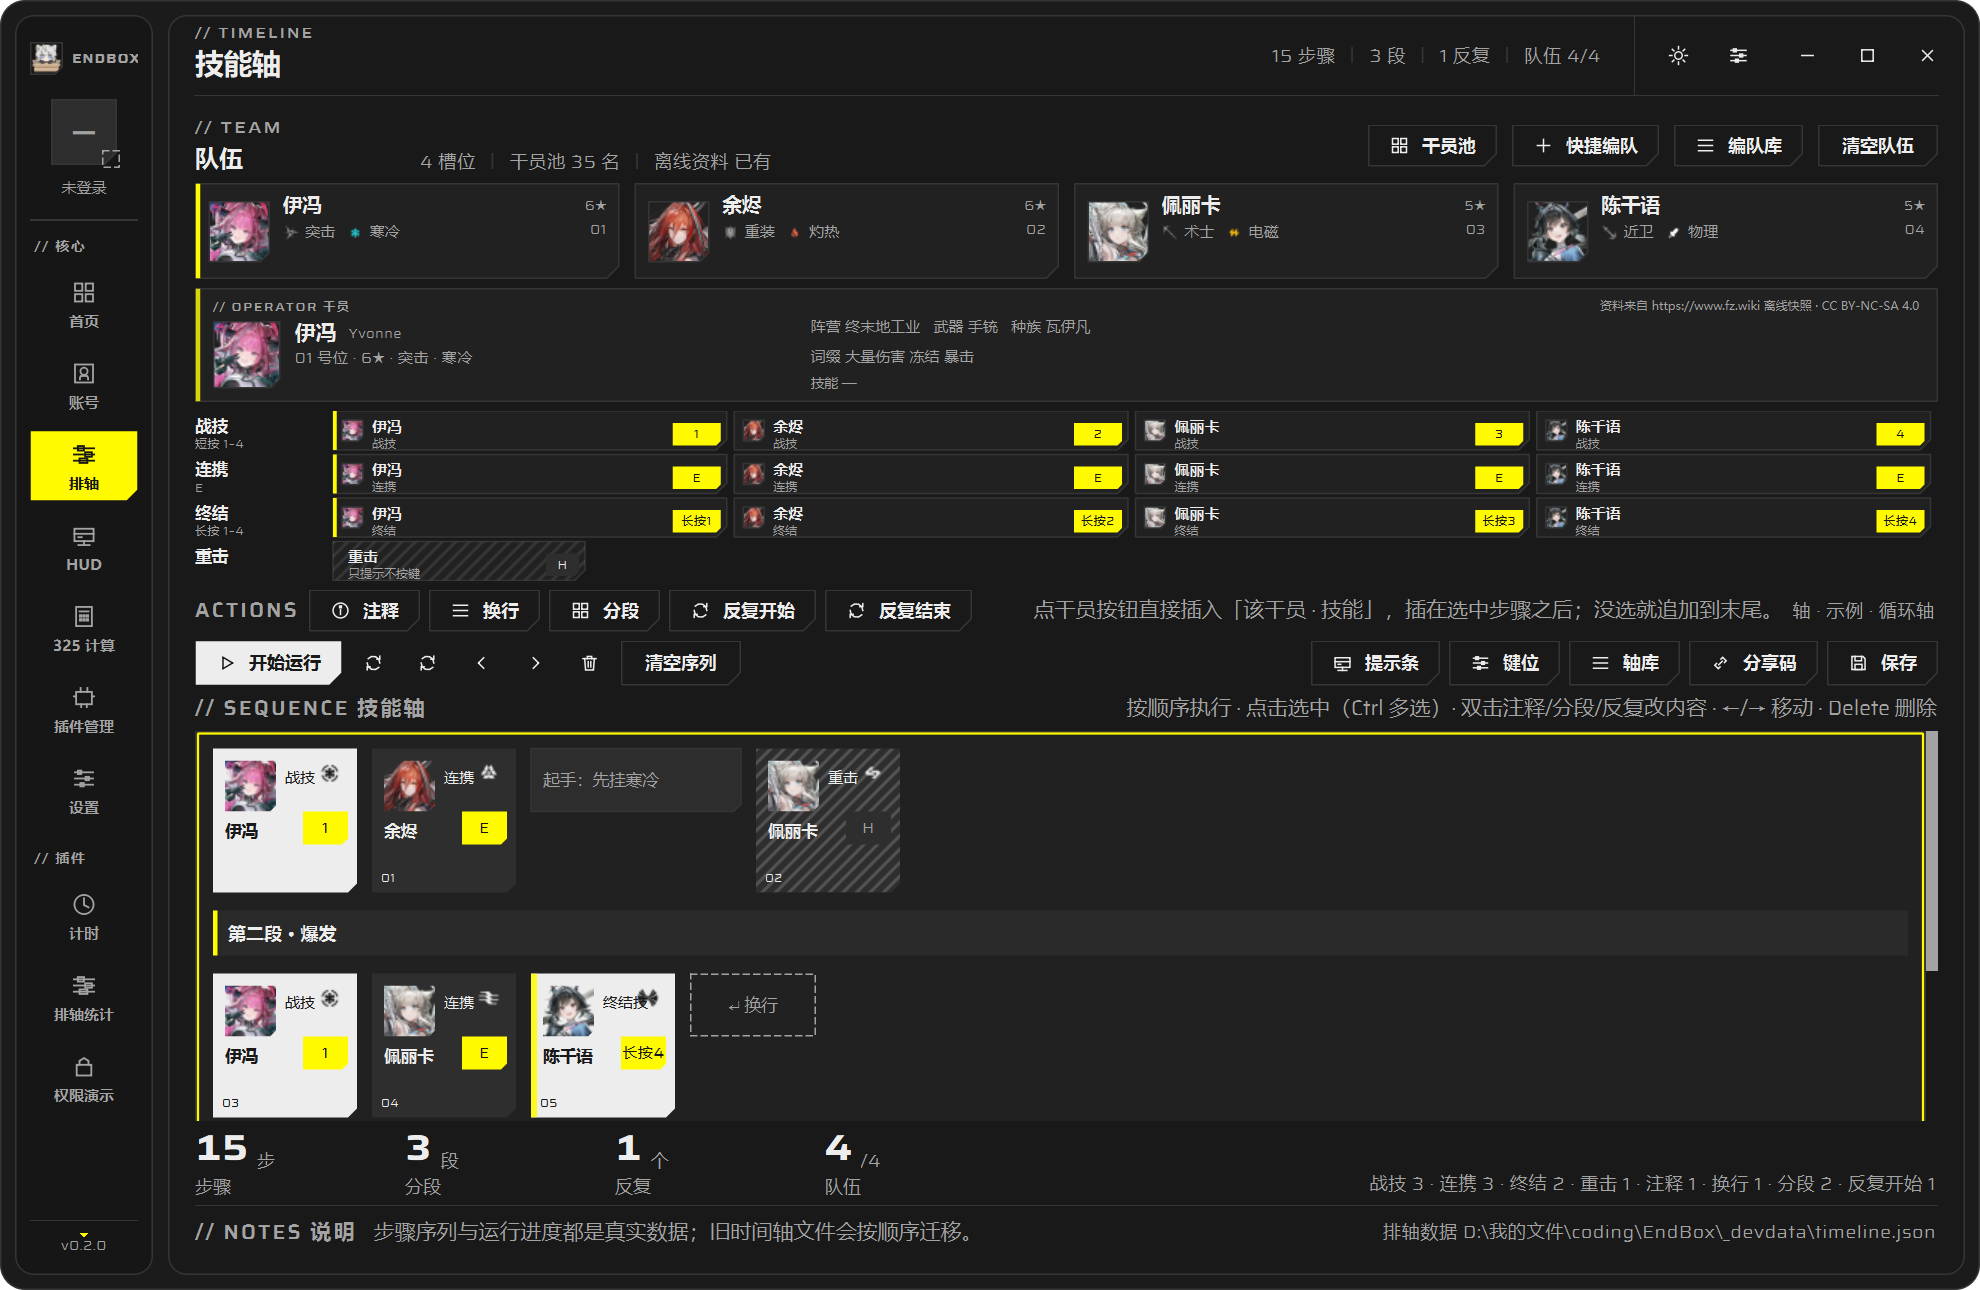 ENDBOX
未登录
// 核心
首页
账号
排轴
HUD
325 计算
插件管理
设置
// 插件
计时
排轴统计
权限演示
v0.2.0
// TIMELINE
技能轴
15 步骤 3 段 1 反复 队伍 4/4
// TEAM
队伍
4 槽位 干员池 35 名 离线资料 已有
干员池
快捷编队
编队库
清空队伍
伊冯 6★
突击 寒冷 01
余烬 6★
重装 灼热 02
佩丽卡 5★
术士 电磁 03
陈千语 5★
近卫 物理 04
// OPERATOR 干员
资料来自 https://www.fz.wiki 离线快照 · CC BY-NC-SA 4.0
伊冯 Yvonne
01 号位 · 6★ · 突击 · 寒冷
阵营 终末地工业 武器 手铳 种族 瓦伊凡
词缀 大量伤害 冻结 暴击
技能 —
战技
短按 1-4
伊冯 战技 1
余烬 战技 2
佩丽卡 战技 3
陈千语 战技 4
连携
E
伊冯 连携 E
余烬 连携 E
佩丽卡 连携 E
陈千语 连携 E
终结
长按 1-4
伊冯 终结 长按1
余烬 终结 长按2
佩丽卡 终结 长按3
陈千语 终结 长按4
重击
重击
只提示不按键 H
ACTIONS 注释 换行 分段 反复开始 反复结束
点干员按钮直接插入「该干员 · 技能」，插在选中步骤之后；没选就追加到末尾。 轴 · 示例 · 循环轴
开始运行 清空序列
提示条 键位 轴库 分享码 保存
// SEQUENCE 技能轴
按顺序执行 · 点击选中（Ctrl 多选）· 双击注释/分段/反复改内容 · ←/→ 移动 · Delete 删除
战技
伊冯 1
连携
余烬 E
01
起手：先挂寒冷
重击
佩丽卡 H
02
第二段 • 爆发
战技
伊冯 1
03
连携
佩丽卡 E
04
终结技
陈千语 长按4
05
↵ 换行
15 步
步骤
3 段
分段
1 个
反复
4 /4
队伍
战技 3 · 连携 3 · 终结 2 · 重击 1 · 注释 1 · 换行 1 · 分段 2 · 反复开始 1
// NOTES 说明 步骤序列与运行进度都是真实数据；旧时间轴文件会按顺序迁移。
排轴数据 D:\我的文件\coding\EndBox\_devdata\timeline.json